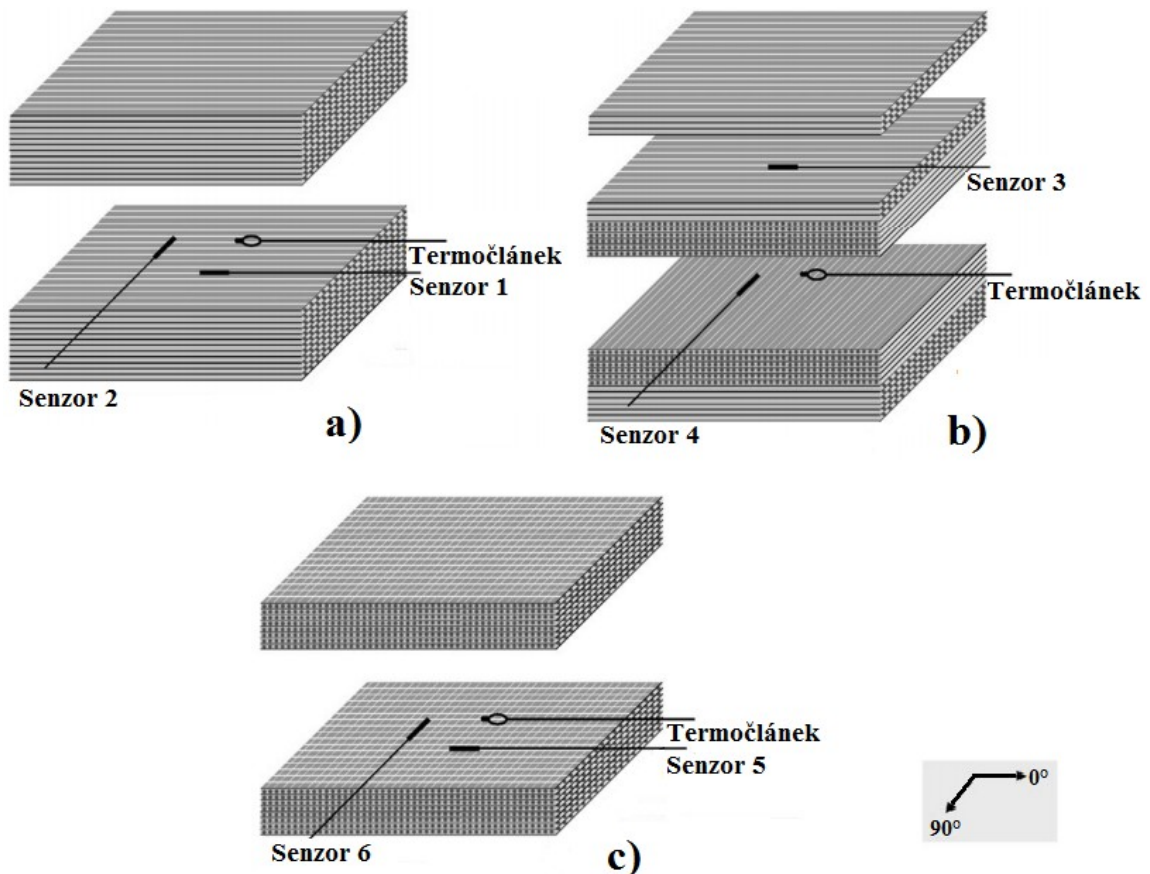 Termočlánek
Senzor 1
Senzor 2
a)
Senzor 3
Termočlánek
Senzor 4
b)
Termočlánek
Senzor 5
Senzor 6
c)
0°
90°